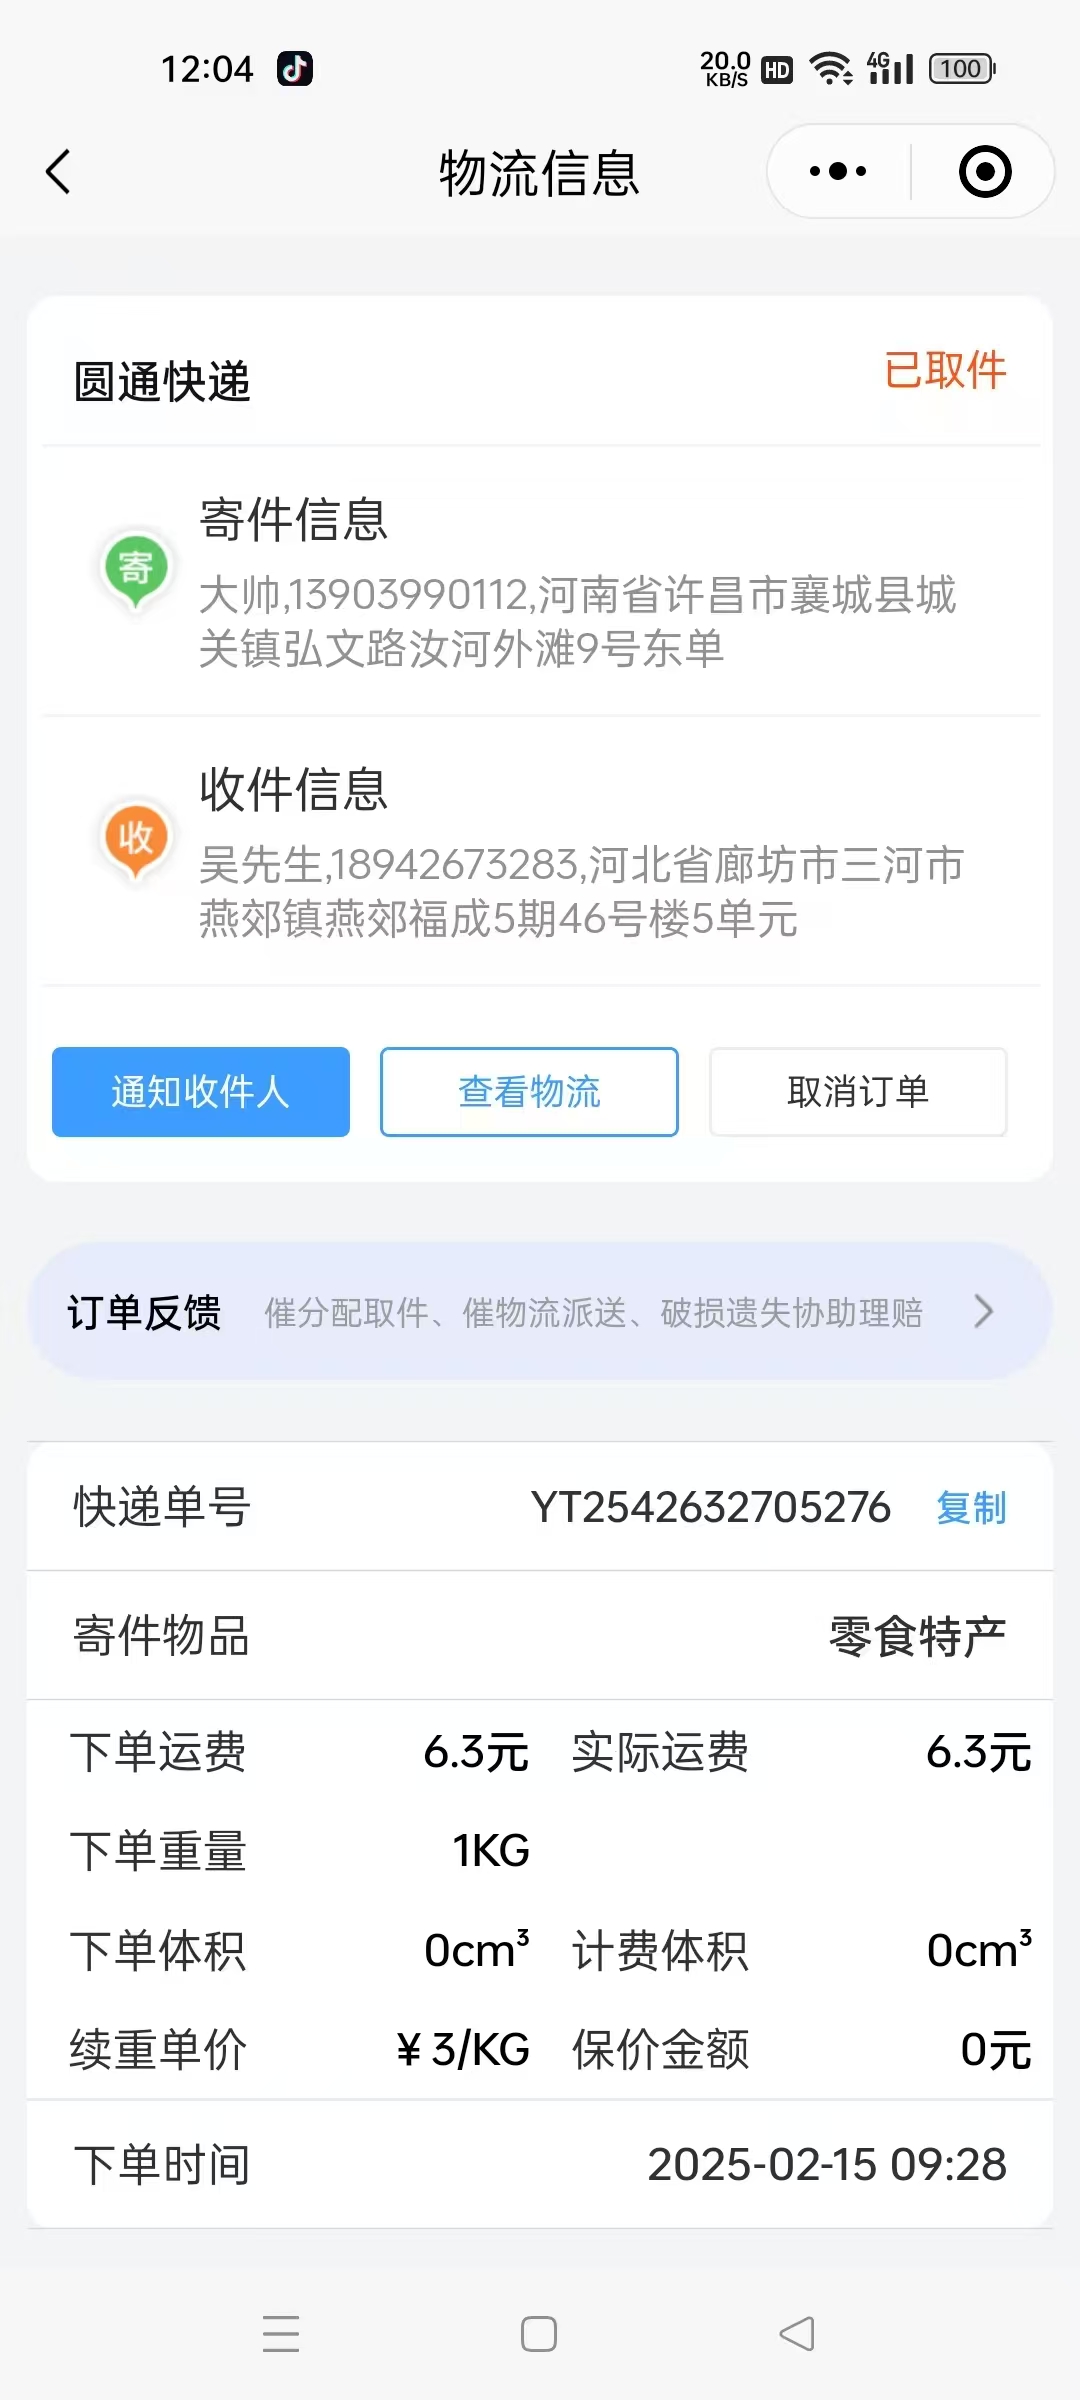 12:04
20.0
KB/S
HD
4G
100
物流信息
圆通快递
已取件
寄件信息
寄
大帅,13903990112,河南省许昌市襄城县城
关镇弘文路汝河外滩9号东单
收件信息
收
吴先生,18942673283,河北省廊坊市三河市
燕郊镇燕郊福成5期46号楼5单元
通知收件人
查看物流
取消订单
订单反馈 催分配取件、催物流派送、破损遗失协助理赔
快递单号 YT2542632705276 复制
寄件物品 零食特产
下单运费 6.3元 实际运费 6.3元
下单重量 1KG
下单体积 0cm³ 计费体积 0cm³
续重单价 ¥ 3/KG 保价金额 0元
下单时间 2025-02-15 09:28